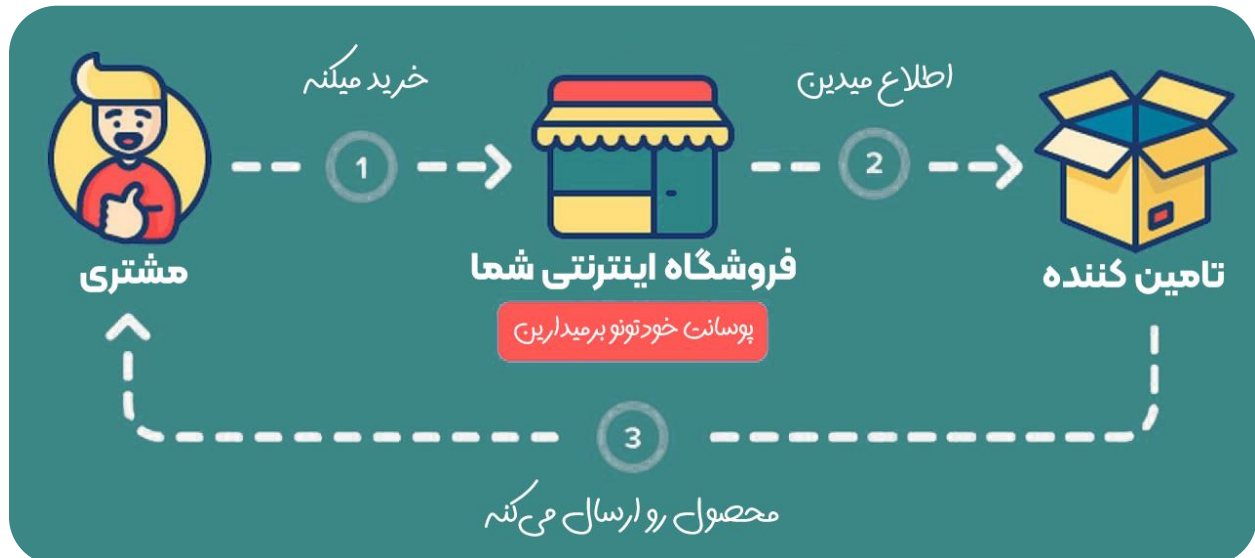 خرید میکنه
1
اطلاع میدین
2
مشتری
فروشگاه اینترنتی شما
تامین کننده
پوسانت خودتونو برمیدارین
3
محصول رو ارسال می‌کنه